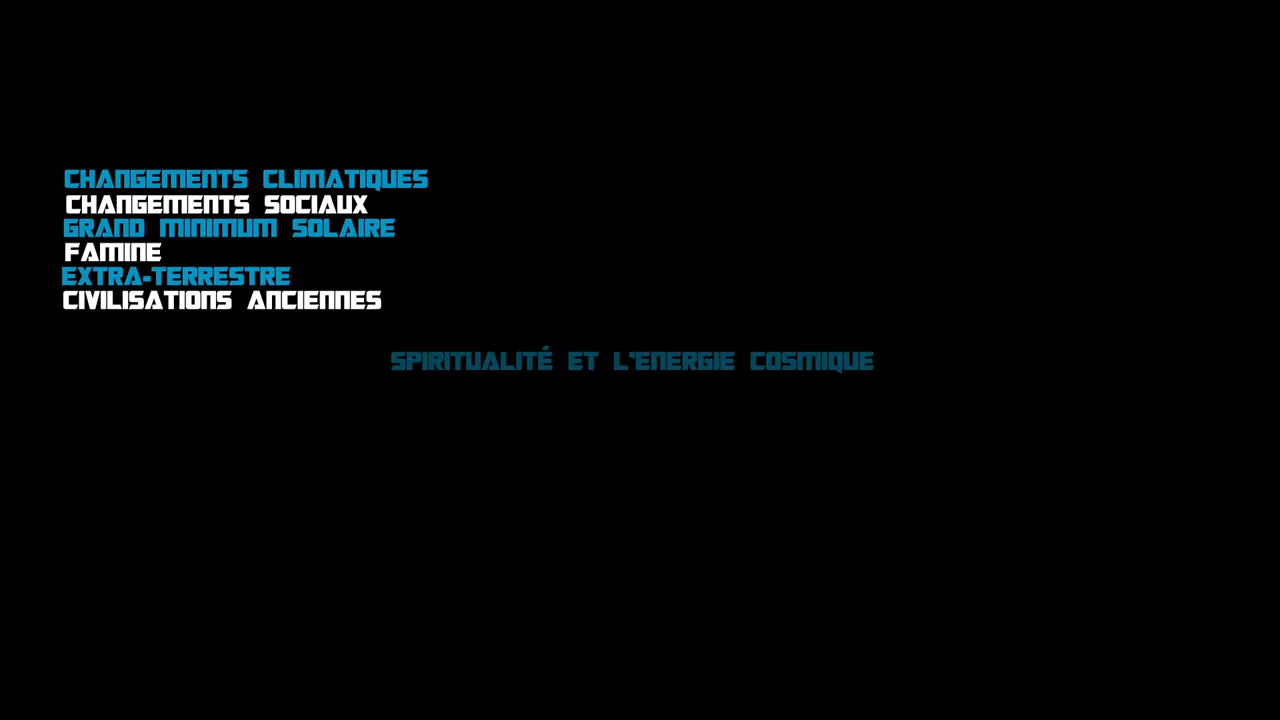 CHANGEMENTS CLIMATIQUES
CHANGEMENTS SOCIAUX
GRAND MINIMUM SOLAIRE
FAMINE
EXTRA-TERRESTRE
CIVILISATIONS ANCIENNES
SPIRITUALITÉ ET L'ENERGIE COSMIQUE